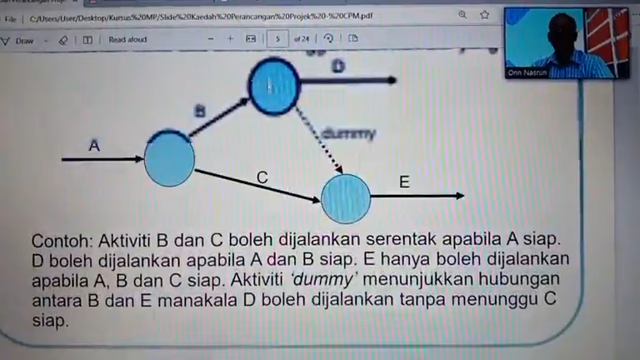 File C:/Users/User/Desktop/Kursus%20MP/Slide%20Kaedah%20Perancangan%20Projek%20-%20CPM.pdf
Draw Read aloud 5 of 24
Onn Nasrun
D
B
dummy
A
C
E
Contoh: Aktiviti B dan C boleh dijalankan serentak apabila A siap.
D boleh dijalankan apabila A dan B siap. E hanya boleh dijalankan
apabila A, B dan C siap. Aktiviti 'dummy' menunjukkan hubungan
antara B dan E manakala D boleh dijalankan tanpa menunggu C
siap.